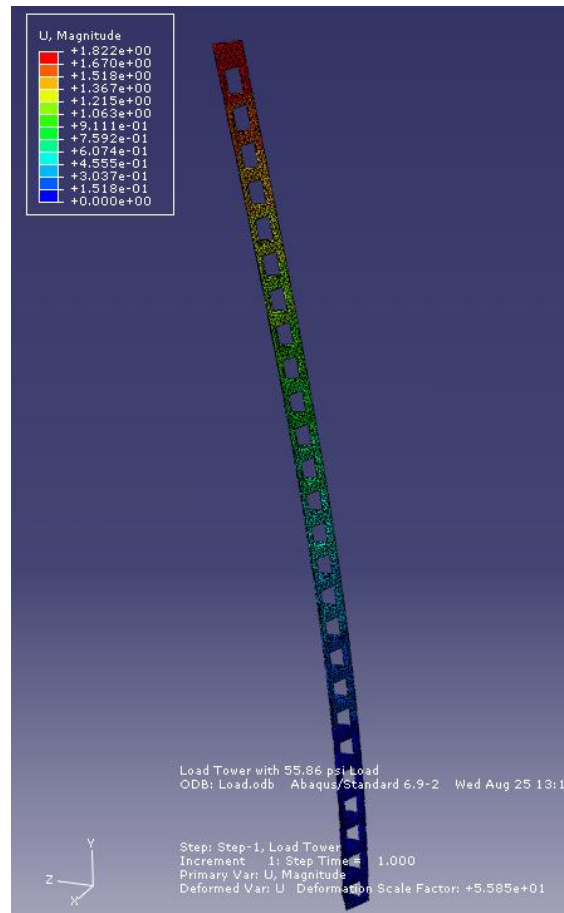 U, Magnitude
+1.822e+00
+1.670e+00
+1.518e+00
+1.367e+00
+1.215e+00
+1.063e+00
+9.111e-01
+7.592e-01
+6.074e-01
+4.555e-01
+3.037e-01
+1.518e-01
+0.000e+00
Load Tower with 55.86 psi Load
ODB: Load.odb Abaqus/Standard 6.9-2 Wed Aug 25 13:1
Step: Step-1, Load Tower
Increment 1: Step Time = 1.000
Primary Var: U, Magnitude
Deformed Var: U Deformation Scale Factor: +5.585e+01
Y
Z
X